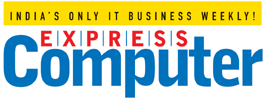 INDIA'S ONLY IT BUSINESS WEEKLY!
EXPRESS
Computer